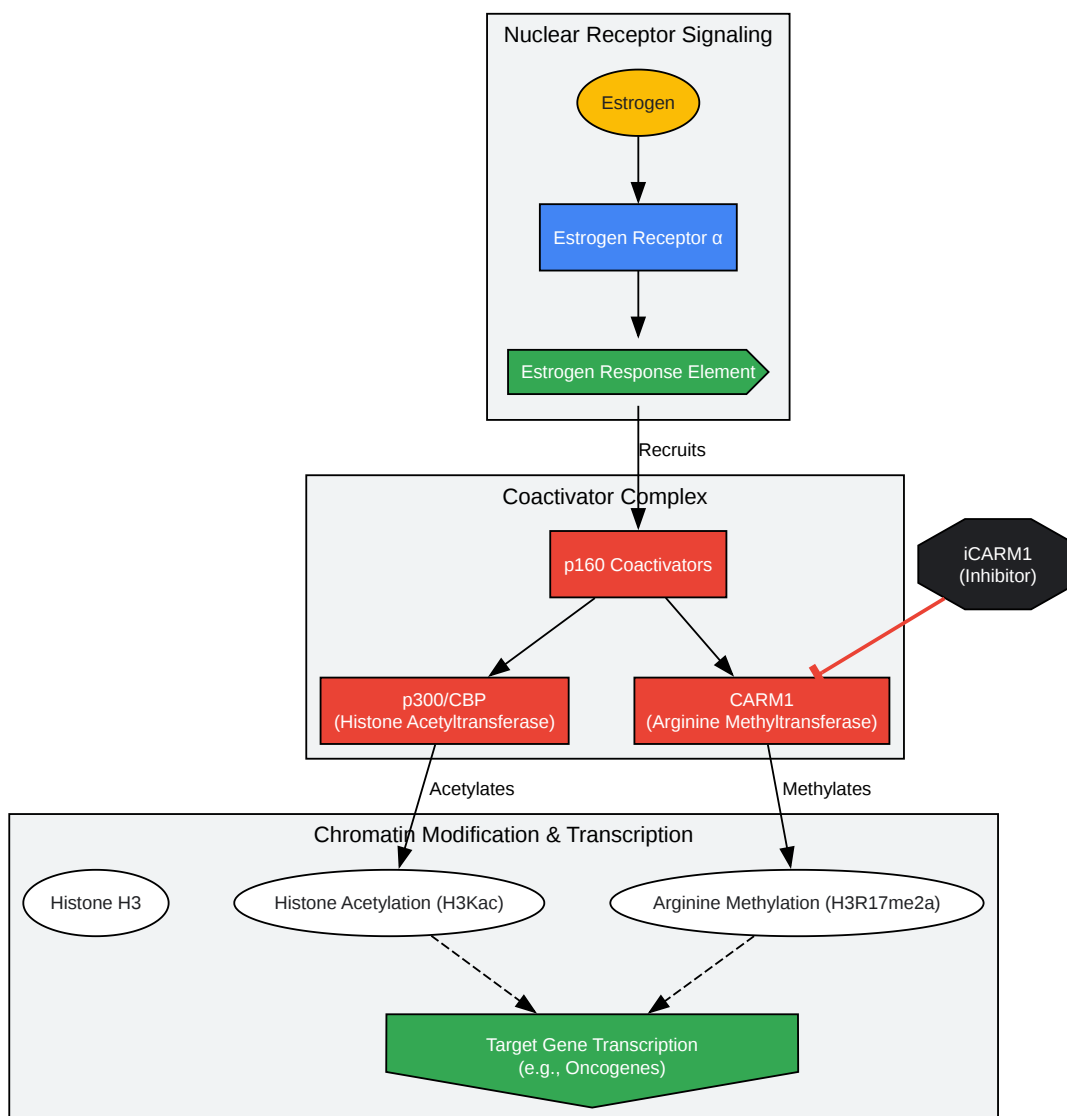 Nuclear Receptor Signaling
Estrogen
Estrogen Receptor α
Estrogen Response Element
Recruits
Coactivator Complex
p160 Coactivators
iCARM1
(Inhibitor)
p300/CBP
(Histone Acetyltransferase)
CARM1
(Arginine Methyltransferase)
Acetylates
Methylates
Chromatin Modification & Transcription
Histone H3
Histone Acetylation (H3Kac)
Arginine Methylation (H3R17me2a)
Target Gene Transcription
(e.g., Oncogenes)